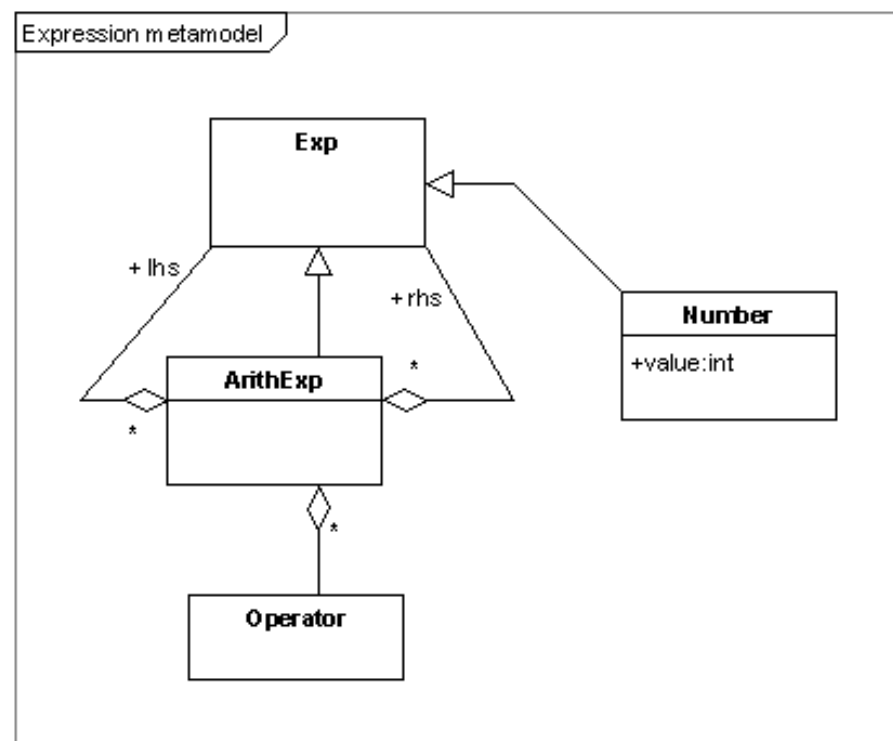 Expression metamodel
Exp
+ lhs
+ rhs
Number
+value:int
ArithExp
*
*
*
Operator